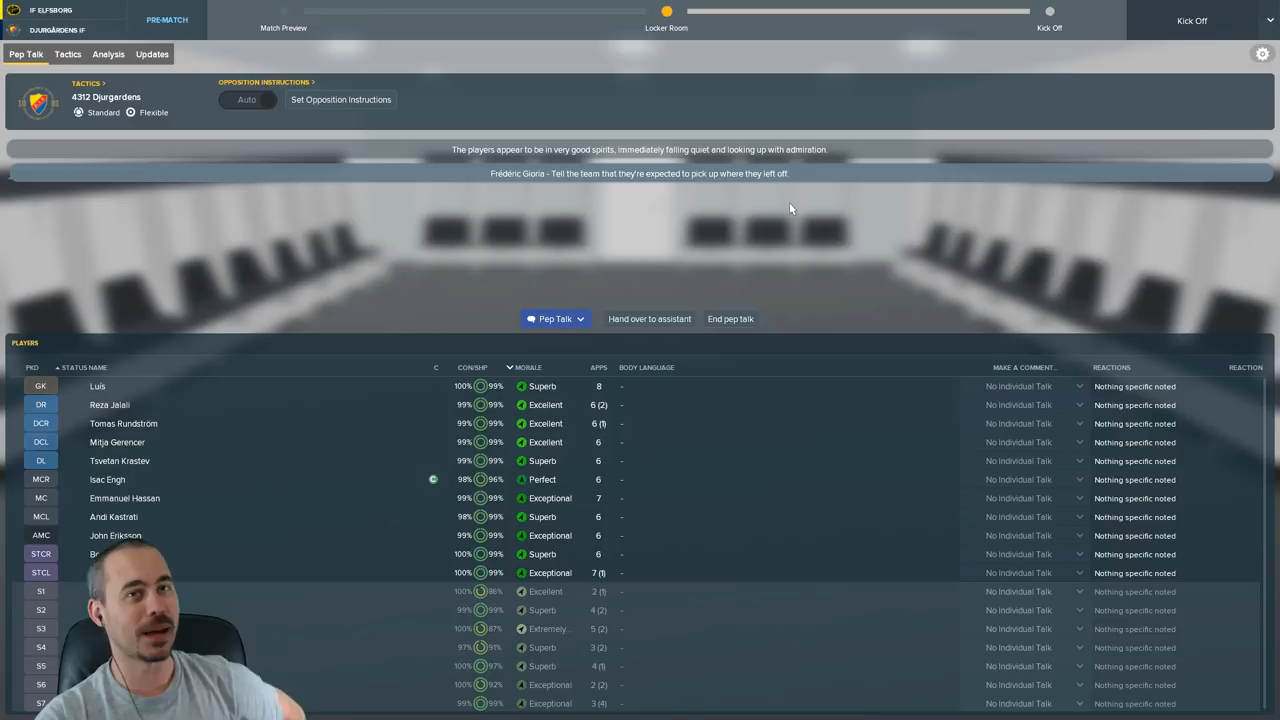 IF ELFSBORG
DJURGÅRDENS IF
PRE-MATCH
Match Preview
Locker Room
Kick Off
Kick Off
Pep Talk Tactics Analysis Updates
TACTICS >
4312 Djurgardens
Standard Flexible
OPPOSITION INSTRUCTIONS >
Auto Set Opposition Instructions
The players appear to be in very good spirits, immediately falling quiet and looking up with admiration.
Frédéric Gloria - Tell the team that they're expected to pick up where they left off.
Pep Talk Hand over to assistant End pep talk
PLAYERS
PKD STATUS NAME C CON/SHP MORALE APPS BODY LANGUAGE MAKE A COMMENT... REACTIONS REACTION
GK Luís 100% 99% Superb 8 - No Individual Talk Nothing specific noted
DR Reza Jalali 99% 99% Excellent 6 (2) - No Individual Talk Nothing specific noted
DCR Tomas Rundström 99% 99% Excellent 6 (1) - No Individual Talk Nothing specific noted
DCL Mitja Gerencer 99% 99% Excellent 6 - No Individual Talk Nothing specific noted
DL Tsvetan Krastev 99% 99% Superb 6 - No Individual Talk Nothing specific noted
MCR Isac Engh C 98% 96% Perfect 6 - No Individual Talk Nothing specific noted
MC Emmanuel Hassan 99% 99% Exceptional 7 - No Individual Talk Nothing specific noted
MCL Andi Kastrati 98% 99% Superb 6 - No Individual Talk Nothing specific noted
AMC John Eriksson 99% 99% Exceptional 6 - No Individual Talk Nothing specific noted
STCR 100% 99% Superb 6 - No Individual Talk Nothing specific noted
STCL 100% 99% Exceptional 7 (1) - No Individual Talk Nothing specific noted
S1 100% 86% Excellent 2 (1) - No Individual Talk Nothing specific noted
S2 99% 99% Superb 4 (2) - No Individual Talk Nothing specific noted
S3 100% 87% Extremely... 5 (2) - No Individual Talk Nothing specific noted
S4 97% 91% Superb 3 (2) - No Individual Talk Nothing specific noted
S5 100% 97% Superb 4 (1) - No Individual Talk Nothing specific noted
S6 100% 92% Exceptional 2 (2) - No Individual Talk Nothing specific noted
S7 99% 99% Exceptional 3 (4) - No Individual Talk Nothing specific noted